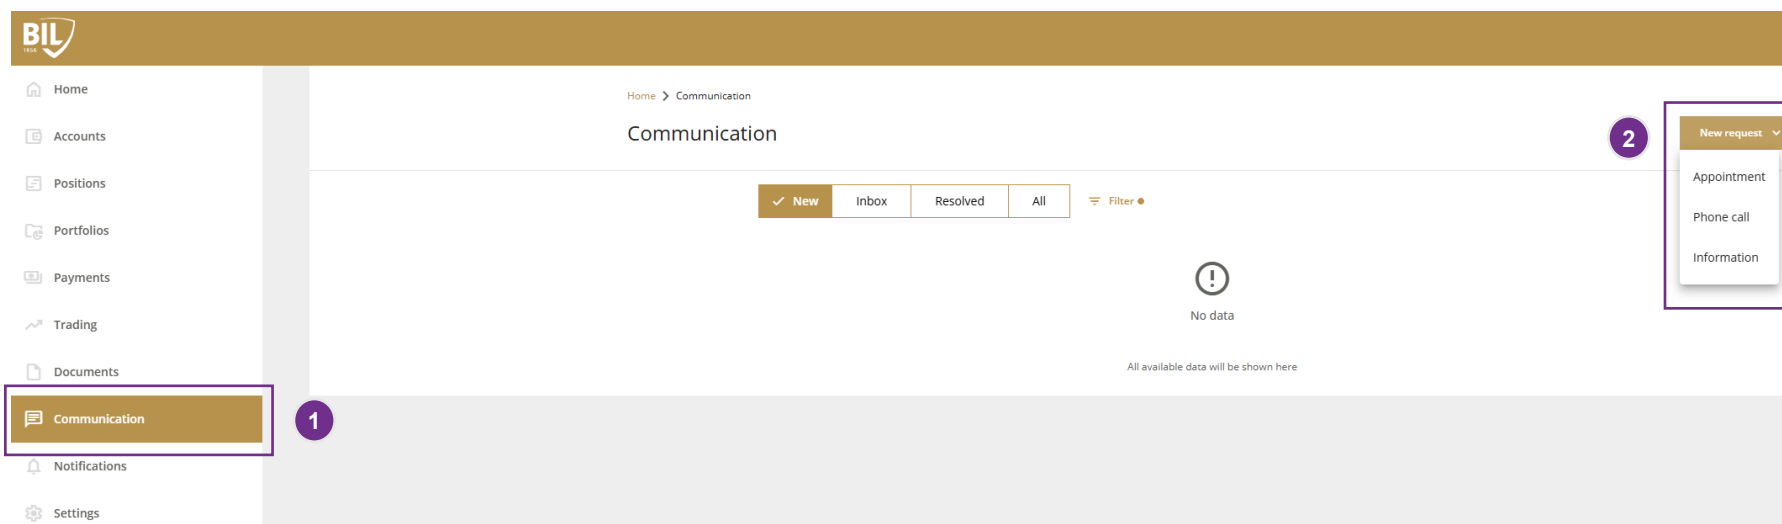 BIL
1856
Home
Accounts
Positions
Portfolios
Payments
Trading
Documents
Communication
1
Notifications
Settings
Home > Communication
Communication
2
New request
Appointment
Phone call
Information
New Inbox Resolved All Filter
No data
All available data will be shown here